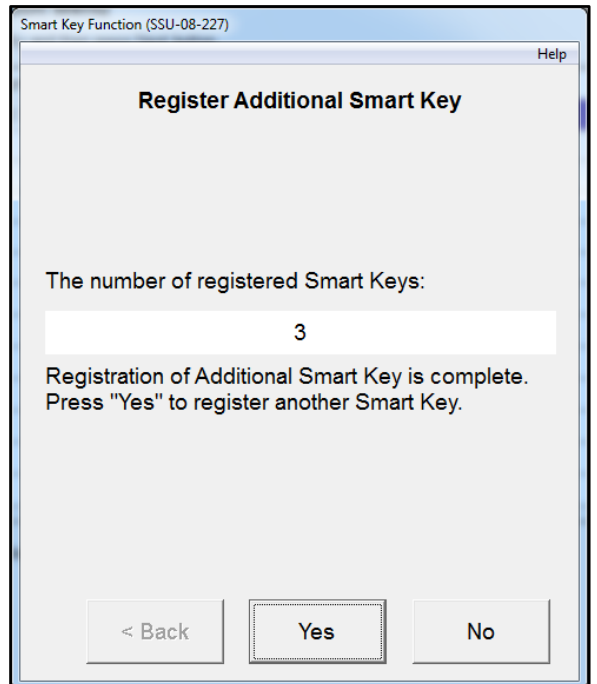 Smart Key Function (SSU-08-227)
Help
Register Additional Smart Key
The number of registered Smart Keys:
3
Registration of Additional Smart Key is complete.
Press "Yes" to register another Smart Key.
< Back
Yes
No